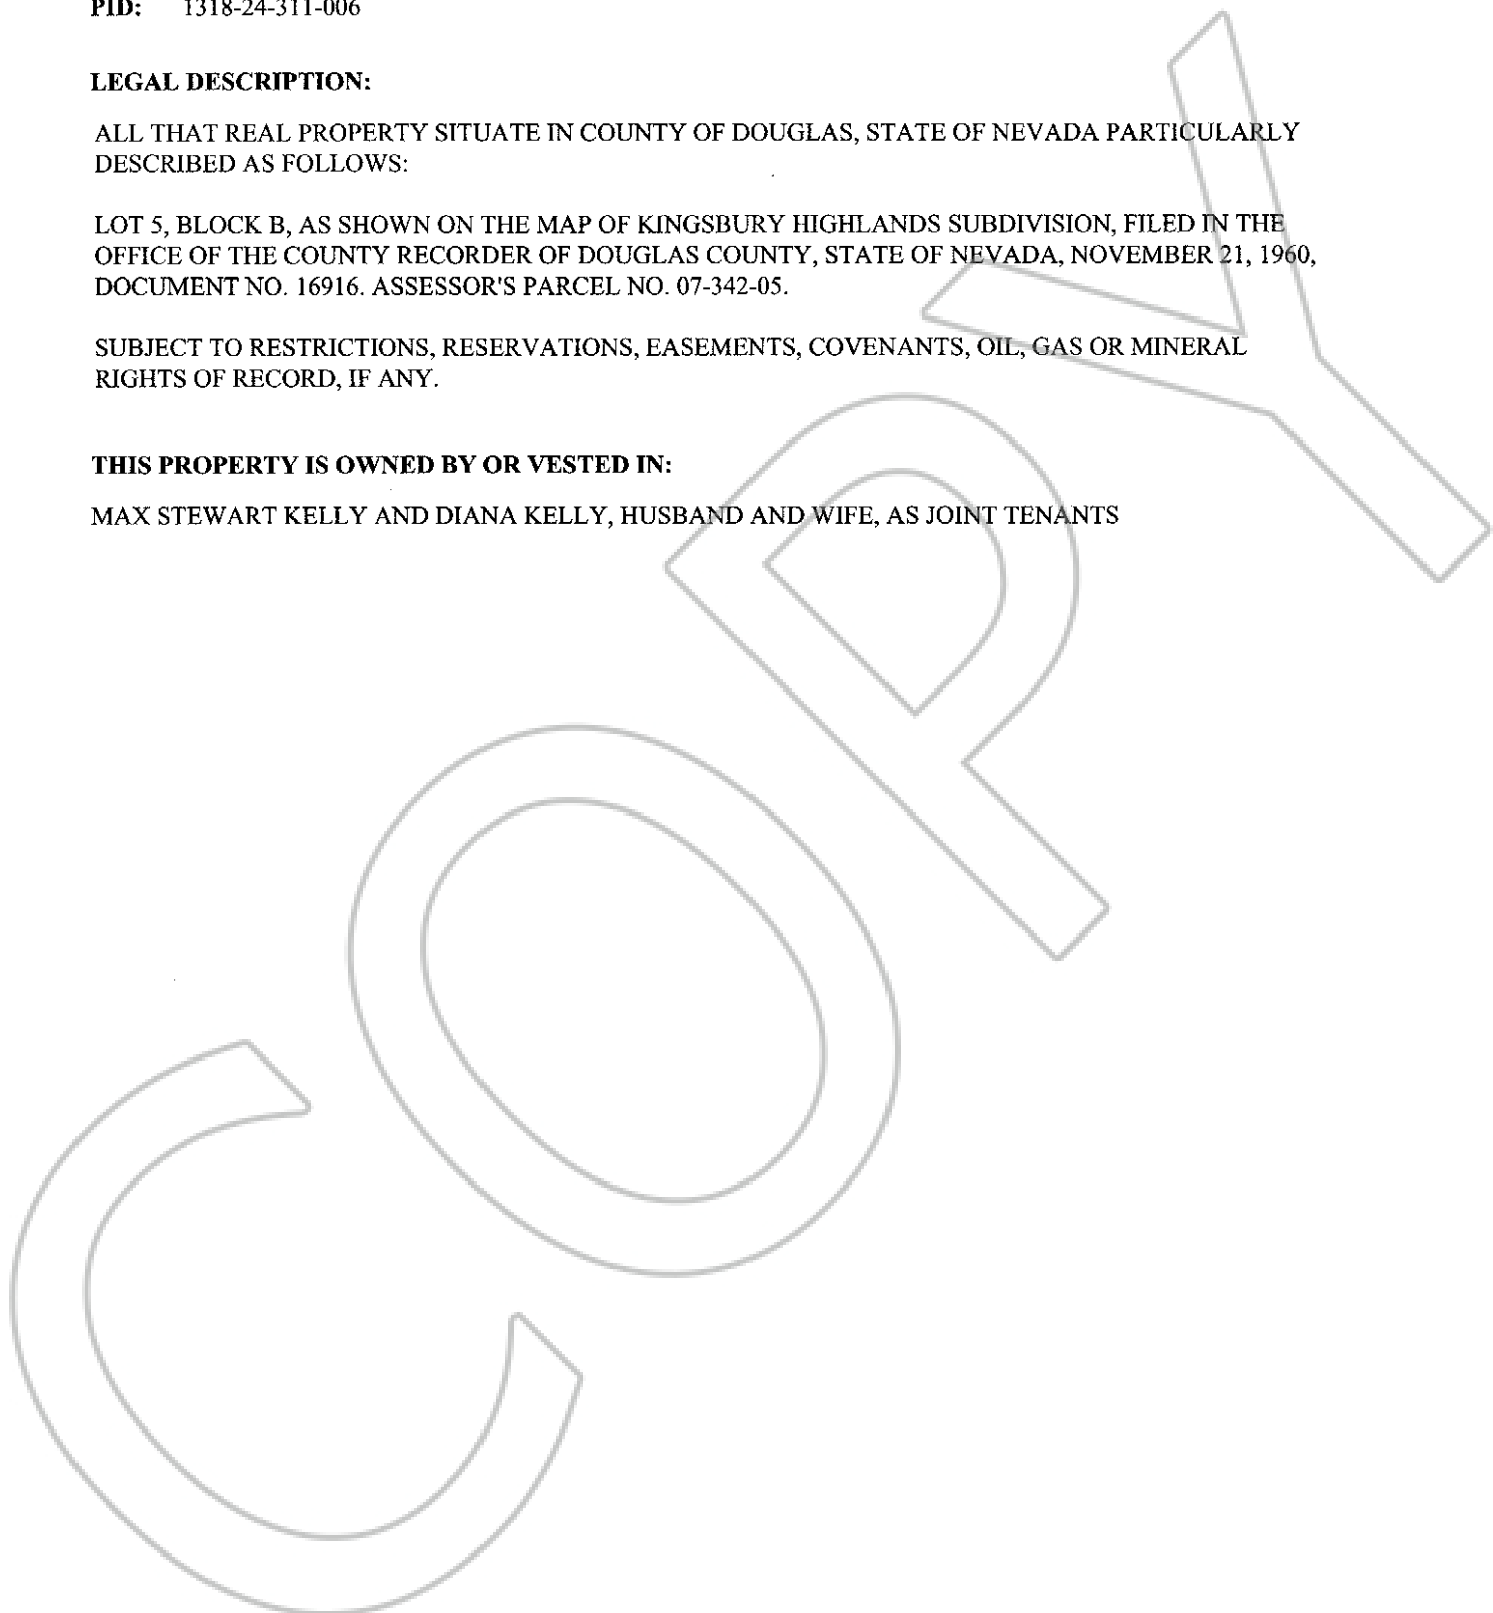 PID: 1318-24-311-006
LEGAL DESCRIPTION:
ALL THAT REAL PROPERTY SITUATE IN COUNTY OF DOUGLAS, STATE OF NEVADA PARTICULARLY
DESCRIBED AS FOLLOWS:
LOT 5, BLOCK B, AS SHOWN ON THE MAP OF KINGSBURY HIGHLANDS SUBDIVISION, FILED IN THE
OFFICE OF THE COUNTY RECORDER OF DOUGLAS COUNTY, STATE OF NEVADA, NOVEMBER 21, 1960,
DOCUMENT NO. 16916. ASSESSOR'S PARCEL NO. 07-342-05.
SUBJECT TO RESTRICTIONS, RESERVATIONS, EASEMENTS, COVENANTS, OIL, GAS OR MINERAL
RIGHTS OF RECORD, IF ANY.
THIS PROPERTY IS OWNED BY OR VESTED IN:
MAX STEWART KELLY AND DIANA KELLY, HUSBAND AND WIFE, AS JOINT TENANTS
COPY